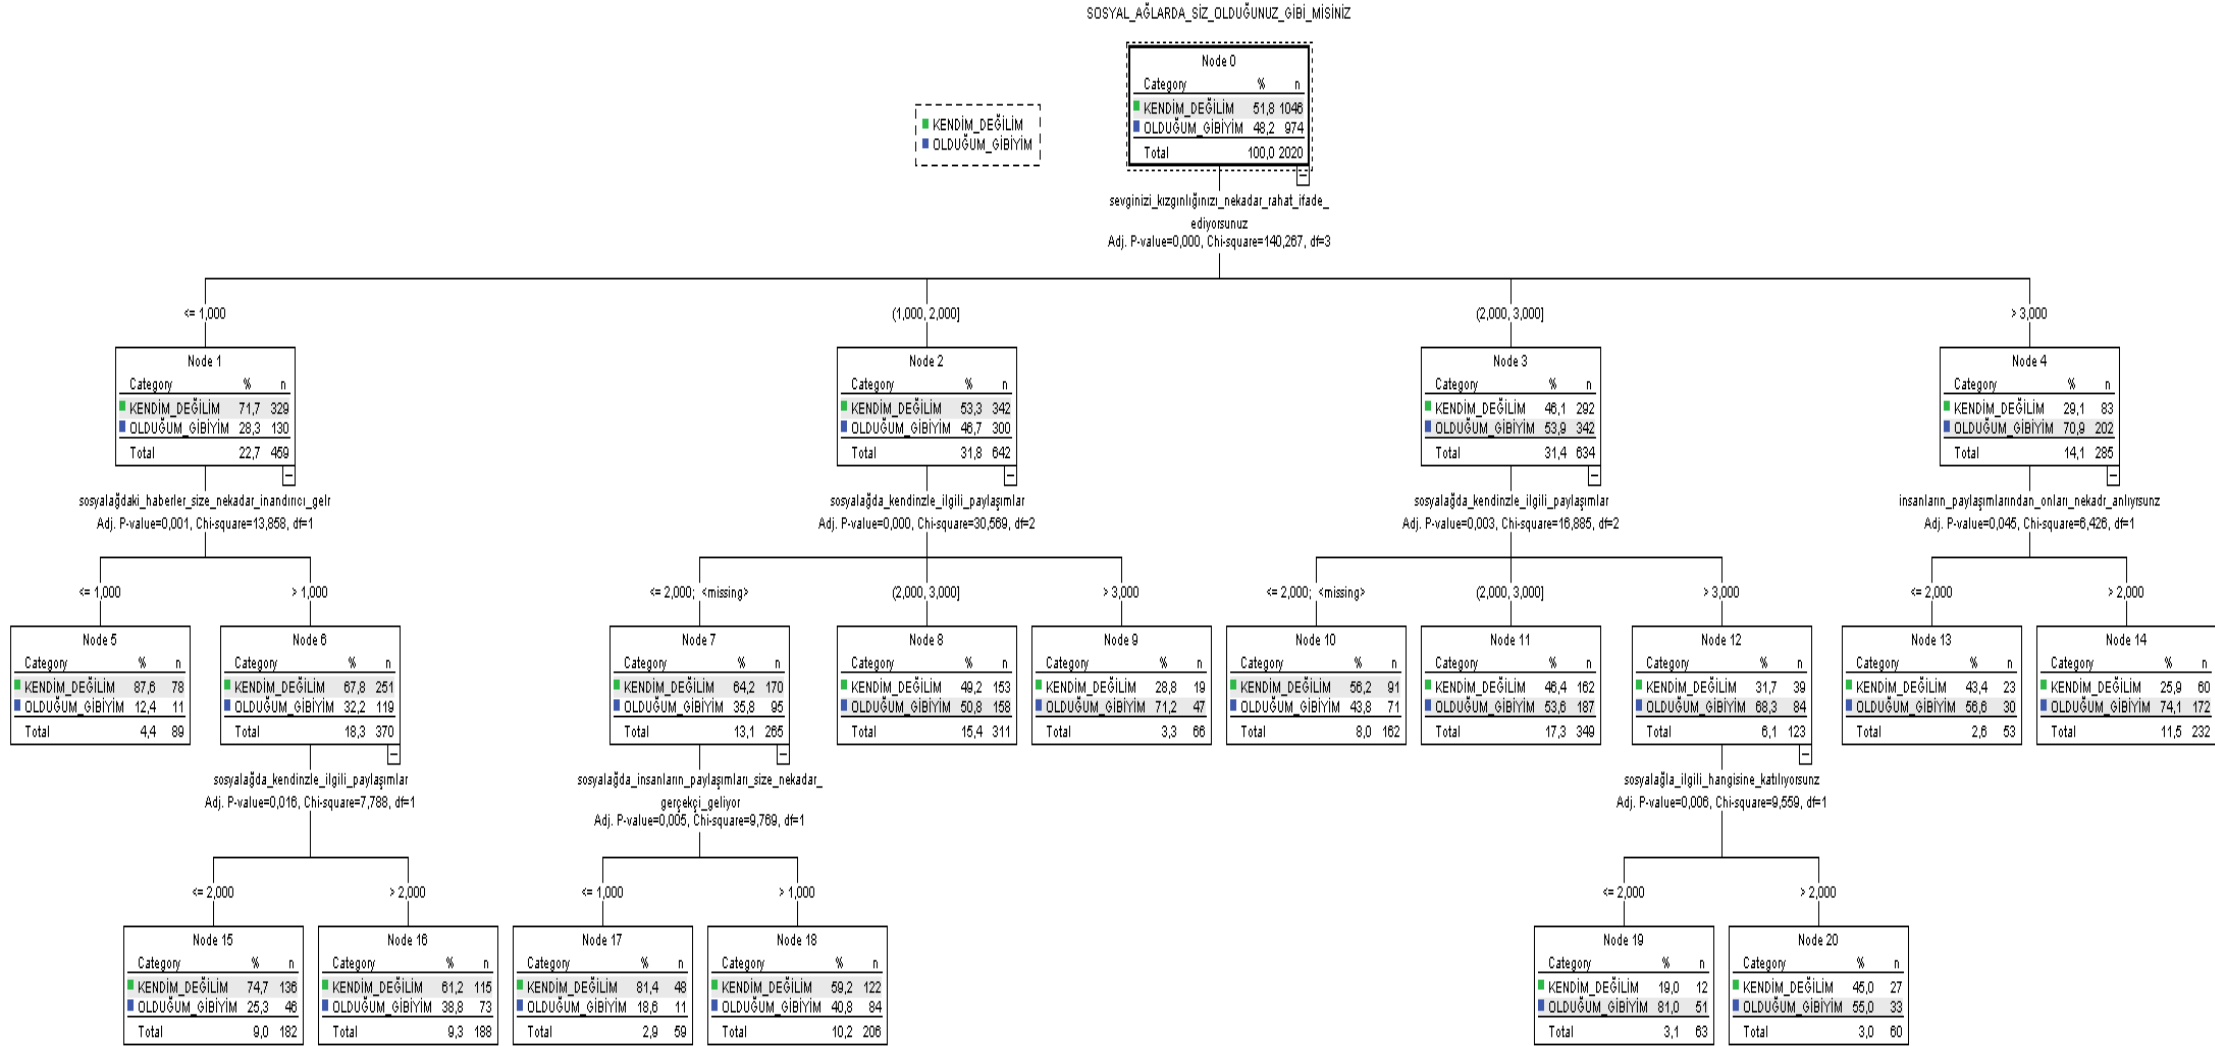 SOSYAL_AĞLARDA_SİZ_OLDUĞUNUZ_GİBİ_MİSİNİZ
Node 0
Category % n
KENDİM_DEĞİLİM 51,8 1046
OLDUĞUM_GİBİYİM 48,2 974
Total 100,0 2020
KENDİM_DEĞİLİM
OLDUĞUM_GİBİYİM
sevginizi_kızgınlığınızı_nekadar_rahat_ifade_
ediyorsunuz
Adj. P-value=0,000, Chi-square=140,267, df=3
<= 1,000
(1,000, 2,000]
(2,000, 3,000]
> 3,000
Node 1
Category % n
KENDİM_DEĞİLİM 71,7 329
OLDUĞUM_GİBİYİM 28,3 130
Total 22,7 459
Node 2
Category % n
KENDİM_DEĞİLİM 53,3 342
OLDUĞUM_GİBİYİM 46,7 300
Total 31,8 642
Node 3
Category % n
KENDİM_DEĞİLİM 46,1 292
OLDUĞUM_GİBİYİM 53,9 342
Total 31,4 634
Node 4
Category % n
KENDİM_DEĞİLİM 29,1 83
OLDUĞUM_GİBİYİM 70,9 202
Total 14,1 285
sosyalağdaki_haberler_size_nekadar_inandırıcı_gelr
Adj. P-value=0,001, Chi-square=13,858, df=1
sosyalağda_kendinzle_ilgili_paylaşımlar
Adj. P-value=0,000, Chi-square=30,569, df=2
sosyalağda_kendinzle_ilgili_paylaşımlar
Adj. P-value=0,003, Chi-square=16,885, df=2
insanların_paylaşımlarından_onları_nekadr_anlıyrsunz
Adj. P-value=0,045, Chi-square=6,426, df=1
<= 1,000
> 1,000
<= 2,000; <missing>
(2,000, 3,000]
> 3,000
<= 2,000; <missing>
(2,000, 3,000]
> 3,000
<= 2,000
> 2,000
Node 5
Category % n
KENDİM_DEĞİLİM 87,6 78
OLDUĞUM_GİBİYİM 12,4 11
Total 4,4 89
Node 6
Category % n
KENDİM_DEĞİLİM 67,8 251
OLDUĞUM_GİBİYİM 32,2 119
Total 18,3 370
Node 7
Category % n
KENDİM_DEĞİLİM 64,2 170
OLDUĞUM_GİBİYİM 35,8 95
Total 13,1 265
Node 8
Category % n
KENDİM_DEĞİLİM 49,2 153
OLDUĞUM_GİBİYİM 50,8 158
Total 15,4 311
Node 9
Category % n
KENDİM_DEĞİLİM 28,8 19
OLDUĞUM_GİBİYİM 71,2 47
Total 3,3 66
Node 10
Category % n
KENDİM_DEĞİLİM 56,2 91
OLDUĞUM_GİBİYİM 43,8 71
Total 8,0 162
Node 11
Category % n
KENDİM_DEĞİLİM 46,4 162
OLDUĞUM_GİBİYİM 53,6 187
Total 17,3 349
Node 12
Category % n
KENDİM_DEĞİLİM 31,7 39
OLDUĞUM_GİBİYİM 68,3 84
Total 6,1 123
Node 13
Category % n
KENDİM_DEĞİLİM 43,4 23
OLDUĞUM_GİBİYİM 56,6 30
Total 2,6 53
Node 14
Category % n
KENDİM_DEĞİLİM 25,9 60
OLDUĞUM_GİBİYİM 74,1 172
Total 11,5 232
sosyalağda_kendinzle_ilgili_paylaşımlar
Adj. P-value=0,016, Chi-square=7,788, df=1
sosyalağda_insanların_paylaşımları_size_nekadar_
gerçekçi_geliyor
Adj. P-value=0,005, Chi-square=9,769, df=1
sosyalağla_ilgili_hangisine_katılıyorsunz
Adj. P-value=0,006, Chi-square=9,559, df=1
<= 2,000
> 2,000
<= 1,000
> 1,000
<= 2,000
> 2,000
Node 15
Category % n
KENDİM_DEĞİLİM 74,7 136
OLDUĞUM_GİBİYİM 25,3 46
Total 9,0 182
Node 16
Category % n
KENDİM_DEĞİLİM 61,2 115
OLDUĞUM_GİBİYİM 38,8 73
Total 9,3 188
Node 17
Category % n
KENDİM_DEĞİLİM 81,4 48
OLDUĞUM_GİBİYİM 18,6 11
Total 2,9 59
Node 18
Category % n
KENDİM_DEĞİLİM 59,2 122
OLDUĞUM_GİBİYİM 40,8 84
Total 10,2 206
Node 19
Category % n
KENDİM_DEĞİLİM 19,0 12
OLDUĞUM_GİBİYİM 81,0 51
Total 3,1 63
Node 20
Category % n
KENDİM_DEĞİLİM 45,0 27
OLDUĞUM_GİBİYİM 55,0 33
Total 3,0 60